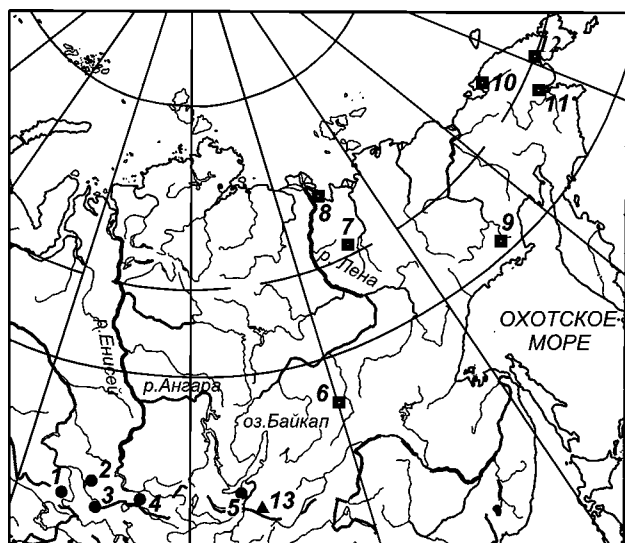 12
10
11
8
7
9
р. Лена
ОХОТСКОЕ
МОРЕ
р.Енисей
р.Ангара
6
оз.Байкал
1
2
3
4
5
13